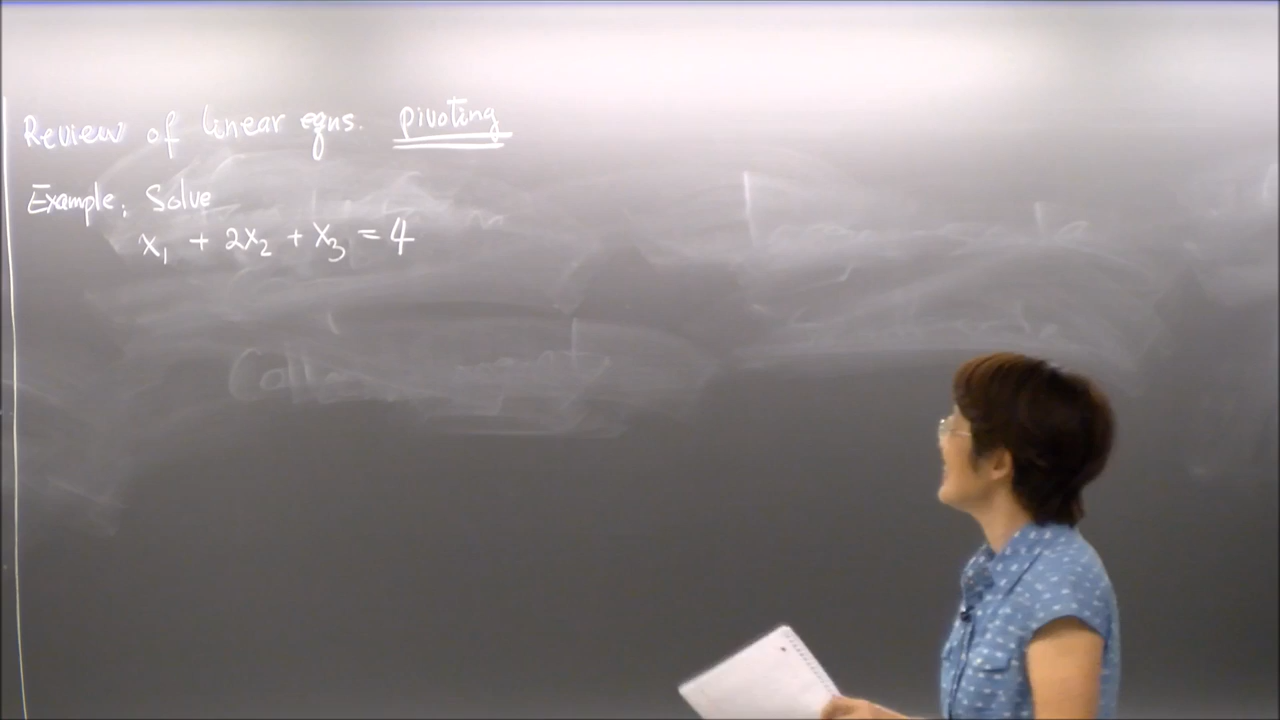 Review of linear eqns. pivoting
Example: Solve
x₁ + 2x₂ + x₃ = 4